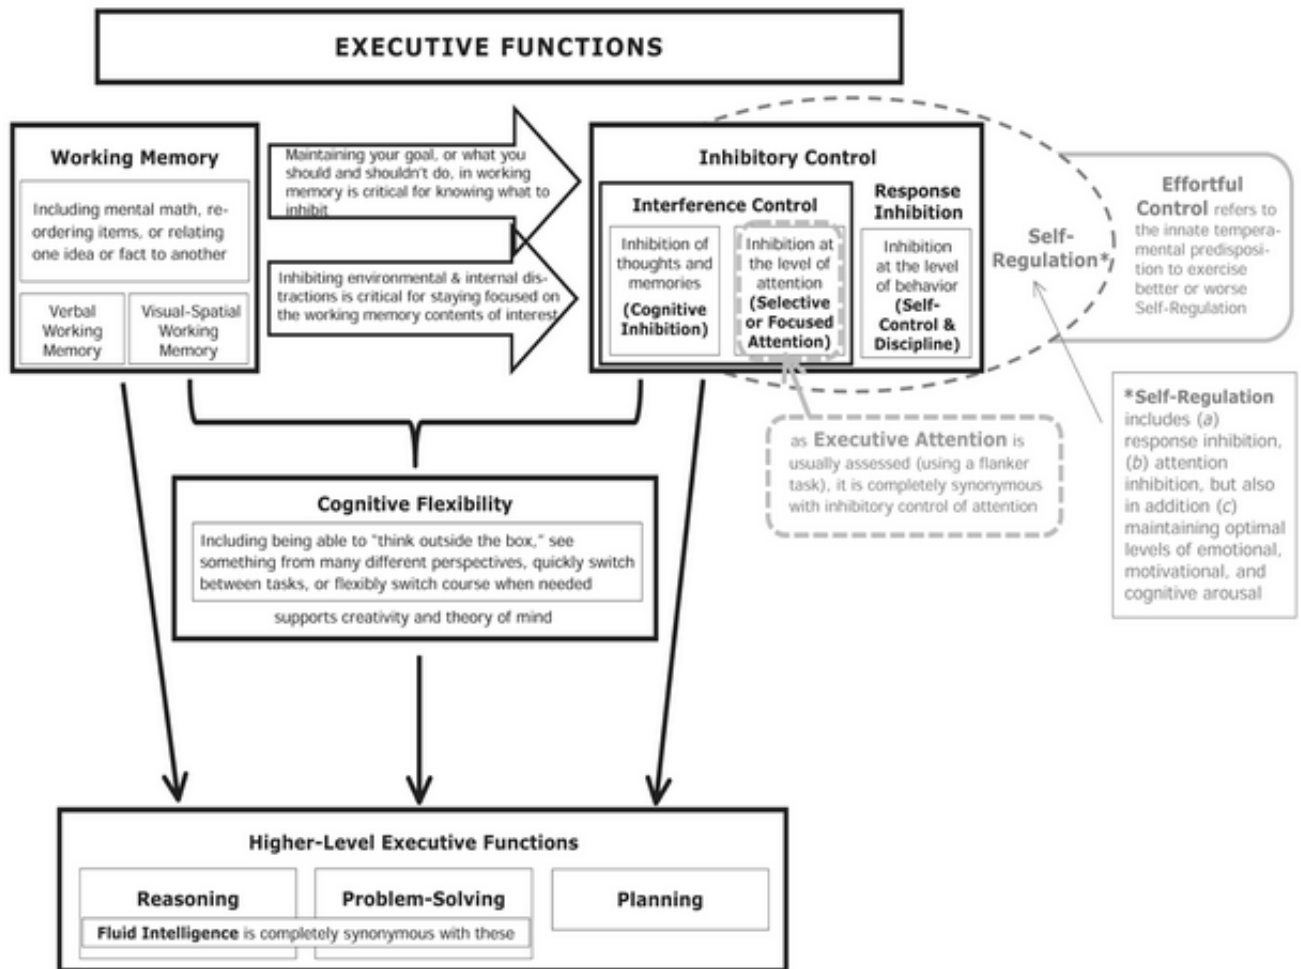 EXECUTIVE FUNCTIONS
Working Memory
Including mental math, re-
ordering items, or relating
one idea or fact to another
Verbal
Working
Memory
Visual-Spatial
Working
Memory
Maintaining your goal, or what you
should and shouldn't do, in working
memory is critical for knowing what to
inhibit
Inhibiting environmental & internal dis-
tractions is critical for staying focused on
the working memory contents of interest
Inhibitory Control
Interference Control
Inhibition of
thoughts and
memories
(Cognitive
Inhibition)
Inhibition at
the level of
attention
(Selective
or Focused
Attention)
Response
Inhibition
Inhibition
at the level
of behavior
(Self-
Control &
Discipline)
Self-
Regulation*
Effortful
Control refers to
the innate tempera-
mental predisposi-
tion to exercise
better or worse
Self-Regulation
as Executive Attention is
usually assessed (using a flanker
task), it is completely synonymous
with inhibitory control of attention
*Self-Regulation
includes (a)
response inhibition,
(b) attention
inhibition, but also
in addition (c)
maintaining optimal
levels of emotional,
motivational, and
cognitive arousal
Cognitive Flexibility
Including being able to "think outside the box," see
something from many different perspectives, quickly switch
between tasks, or flexibly switch course when needed
supports creativity and theory of mind
Higher-Level Executive Functions
Reasoning
Problem-Solving
Planning
Fluid Intelligence is completely synonymous with these